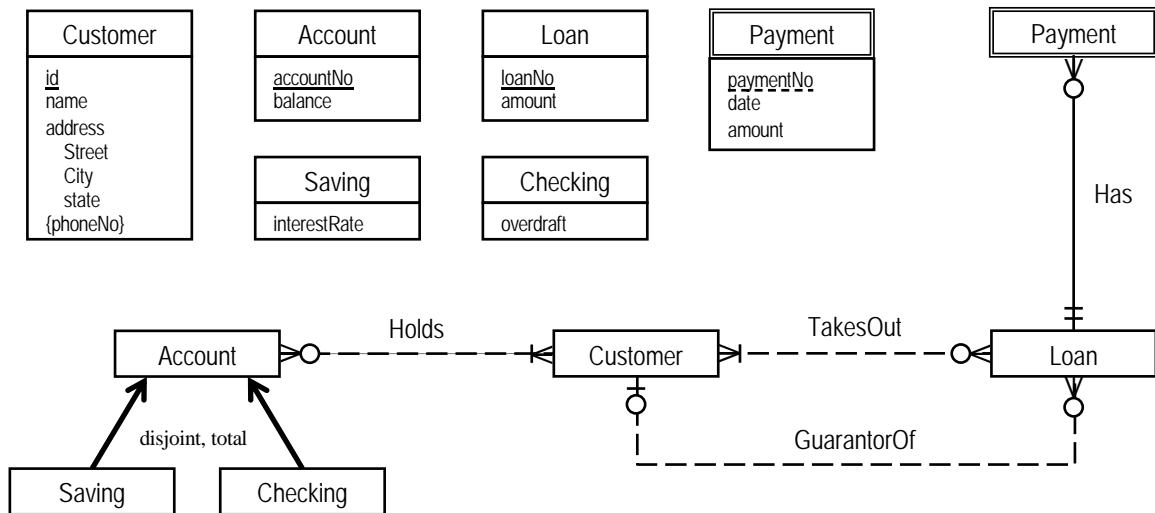 Customer
id
name
address
Street
City
state
{phoneNo}
Account
accountNo
balance
Loan
loanNo
amount
Payment
paymentNo
date
amount
Saving
interestRate
Checking
overdraft
Payment
Has
Account
Holds
Customer
TakesOut
Loan
GuarantorOf
disjoint, total
Saving
Checking